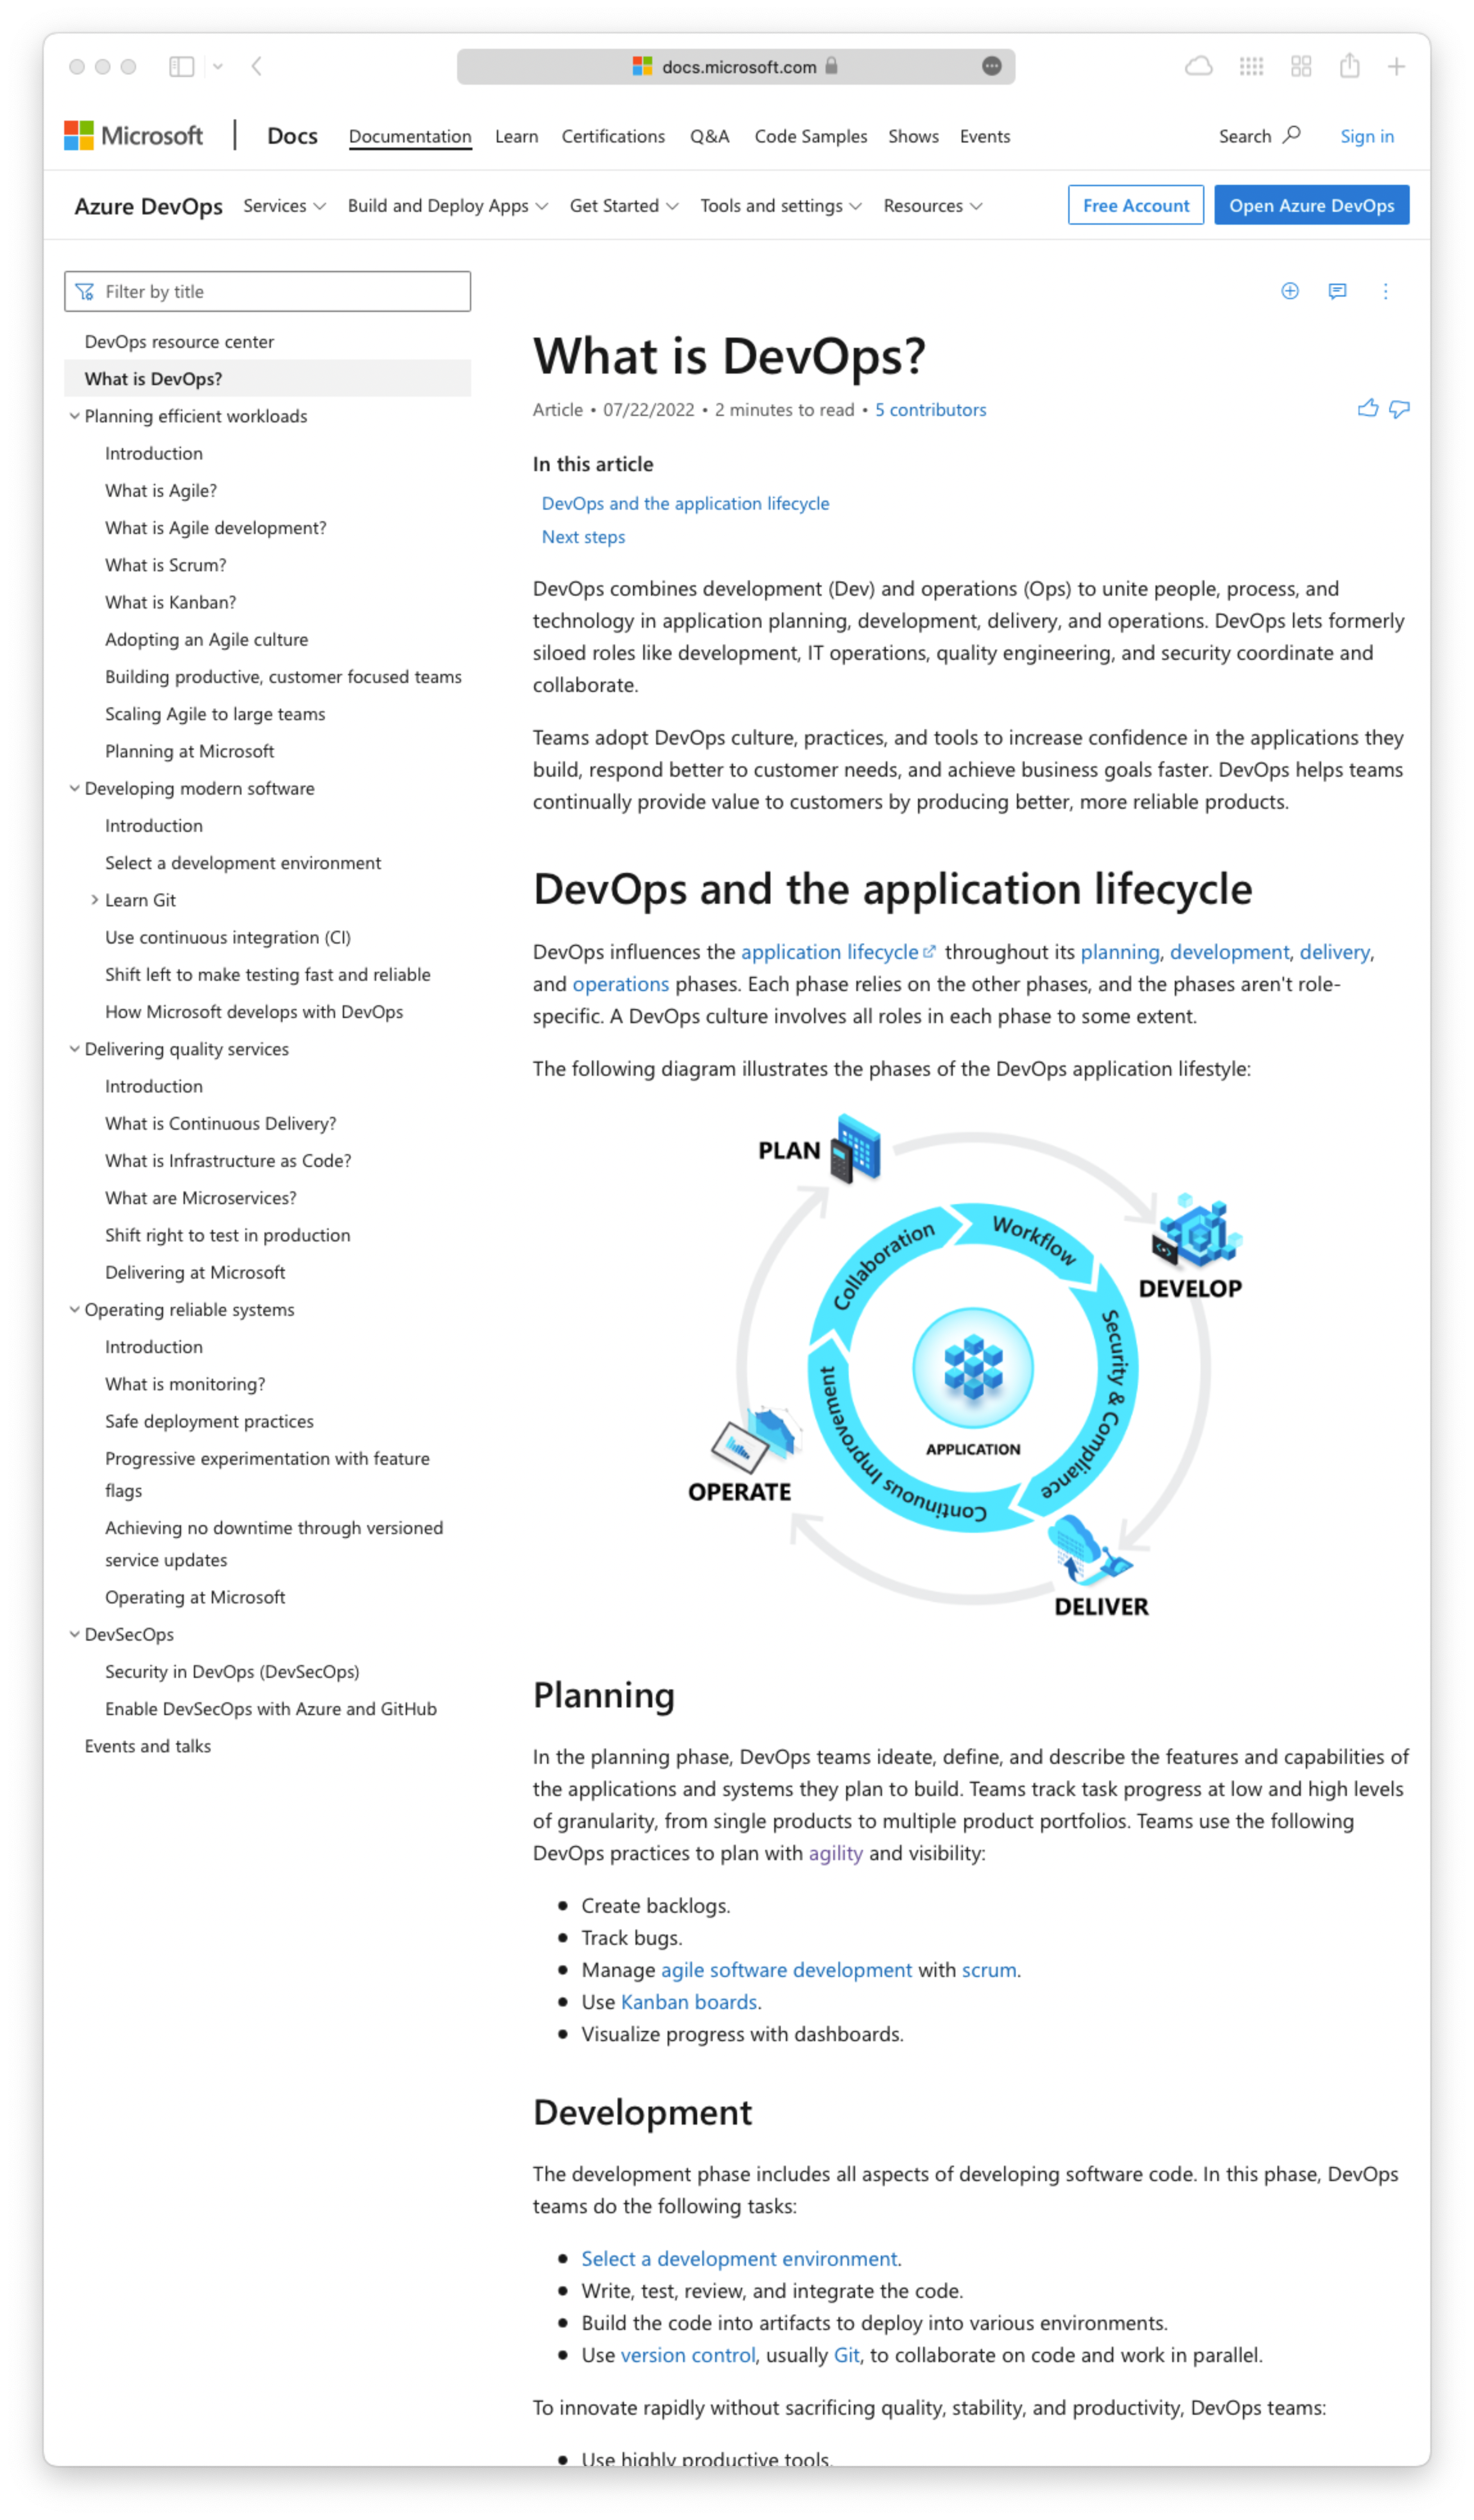 docs.microsoft.com
Microsoft
Docs
Documentation
Learn
Certifications
Q&A
Code Samples
Shows
Events
Search
Sign in
Azure DevOps
Services
Build and Deploy Apps
Get Started
Tools and settings
Resources
Free Account
Open Azure DevOps
Filter by title
DevOps resource center
What is DevOps?
Planning efficient workloads
Introduction
What is Agile?
What is Agile development?
What is Scrum?
What is Kanban?
Adopting an Agile culture
Building productive, customer focused teams
Scaling Agile to large teams
Planning at Microsoft
Developing modern software
Introduction
Select a development environment
Learn Git
Use continuous integration (CI)
Shift left to make testing fast and reliable
How Microsoft develops with DevOps
Delivering quality services
Introduction
What is Continuous Delivery?
What is Infrastructure as Code?
What are Microservices?
Shift right to test in production
Delivering at Microsoft
Operating reliable systems
Introduction
What is monitoring?
Safe deployment practices
Progressive experimentation with feature
flags
Achieving no downtime through versioned
service updates
Operating at Microsoft
DevSecOps
Security in DevOps (DevSecOps)
Enable DevSecOps with Azure and GitHub
Events and talks
What is DevOps?
Article • 07/22/2022 • 2 minutes to read • 5 contributors
In this article
DevOps and the application lifecycle
Next steps
DevOps combines development (Dev) and operations (Ops) to unite people, process, and
technology in application planning, development, delivery, and operations. DevOps lets formerly
siloed roles like development, IT operations, quality engineering, and security coordinate and
collaborate.
Teams adopt DevOps culture, practices, and tools to increase confidence in the applications they
build, respond better to customer needs, and achieve business goals faster. DevOps helps teams
continually provide value to customers by producing better, more reliable products.
DevOps and the application lifecycle
DevOps influences the application lifecycle throughout its planning, development, delivery,
and operations phases. Each phase relies on the other phases, and the phases aren't role-
specific. A DevOps culture involves all roles in each phase to some extent.
The following diagram illustrates the phases of the DevOps application lifestyle:
PLAN
DEVELOP
DELIVER
OPERATE
Collaboration
Workflow
Security & Compliance
Continuous Improvement
APPLICATION
Planning
In the planning phase, DevOps teams ideate, define, and describe the features and capabilities of
the applications and systems they plan to build. Teams track task progress at low and high levels
of granularity, from single products to multiple product portfolios. Teams use the following
DevOps practices to plan with agility and visibility:
• Create backlogs.
• Track bugs.
• Manage agile software development with scrum.
• Use Kanban boards.
• Visualize progress with dashboards.
Development
The development phase includes all aspects of developing software code. In this phase, DevOps
teams do the following tasks:
• Select a development environment.
• Write, test, review, and integrate the code.
• Build the code into artifacts to deploy into various environments.
• Use version control, usually Git, to collaborate on code and work in parallel.
To innovate rapidly without sacrificing quality, stability, and productivity, DevOps teams:
• Use highly productive tools.